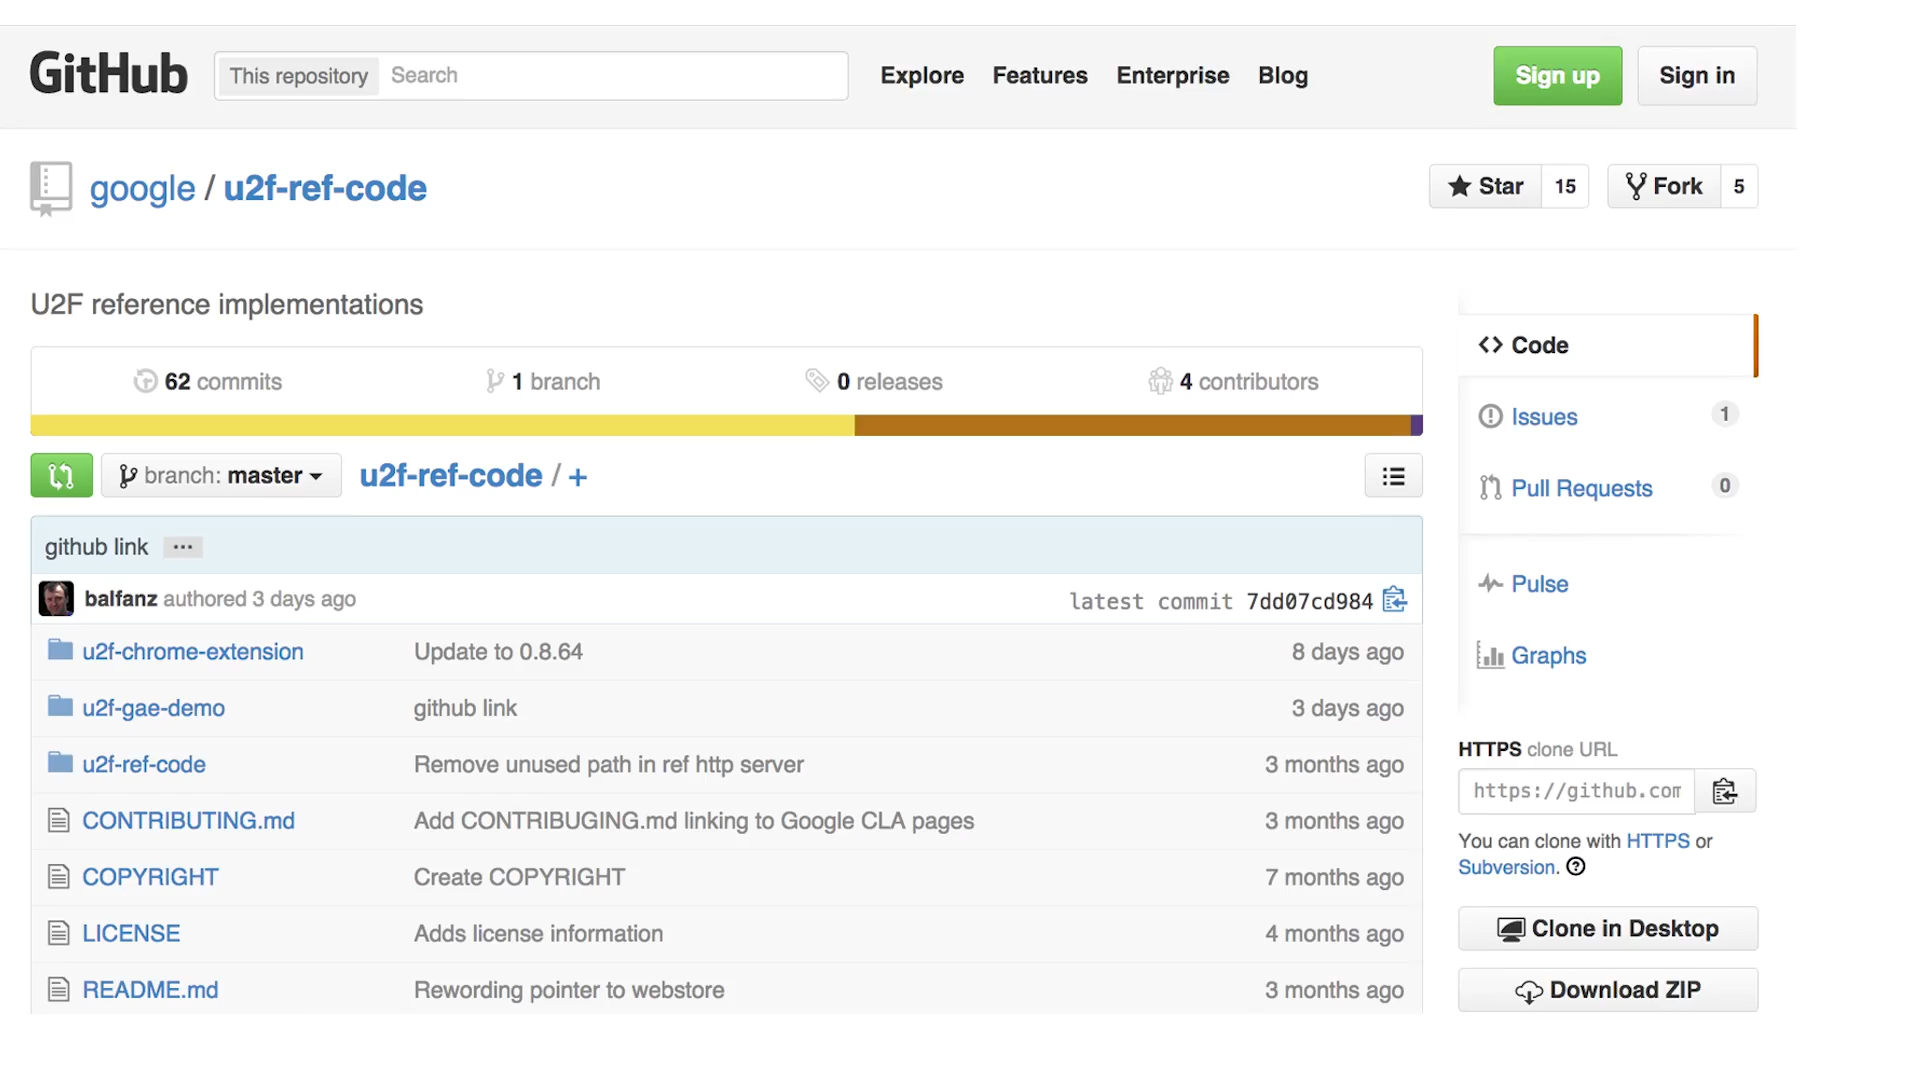 GitHub This repository Search Explore Features Enterprise Blog Sign up Sign in
google / u2f-ref-code Star 15 Fork 5
U2F reference implementations
62 commits 1 branch 0 releases 4 contributors
branch: master u2f-ref-code / +
github link ...
balfanz authored 3 days ago latest commit 7dd07cd984
u2f-chrome-extension Update to 0.8.64 8 days ago
u2f-gae-demo github link 3 days ago
u2f-ref-code Remove unused path in ref http server 3 months ago
CONTRIBUTING.md Add CONTRIBUGING.md linking to Google CLA pages 3 months ago
COPYRIGHT Create COPYRIGHT 7 months ago
LICENSE Adds license information 4 months ago
README.md Rewording pointer to webstore 3 months ago
Code
Issues 1
Pull Requests 0
Pulse
Graphs
HTTPS clone URL
https://github.com
You can clone with HTTPS or
Subversion.
Clone in Desktop
Download ZIP